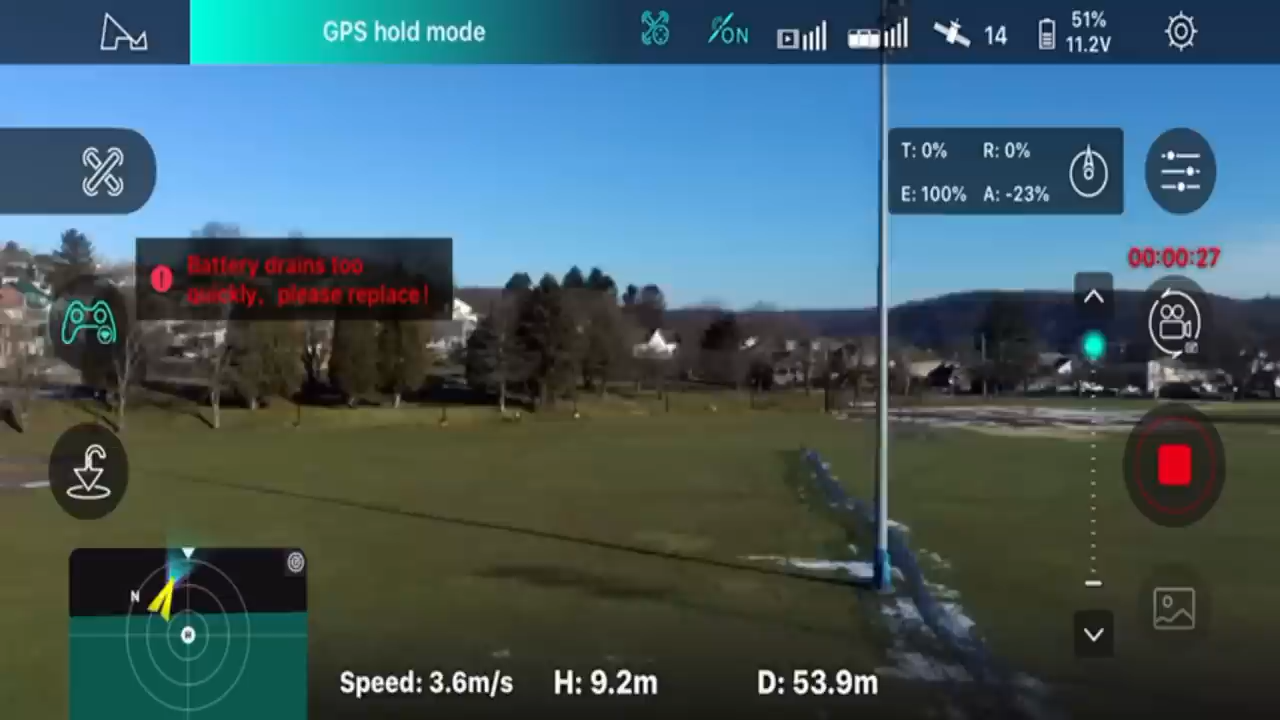 GPS hold mode
ON
14
51%
11.2V
T: 0% R: 0%
E: 100% A: -23%
Battery drains too
quickly, please replace!
00:00:27
N
Speed: 3.6m/s H: 9.2m D: 53.9m